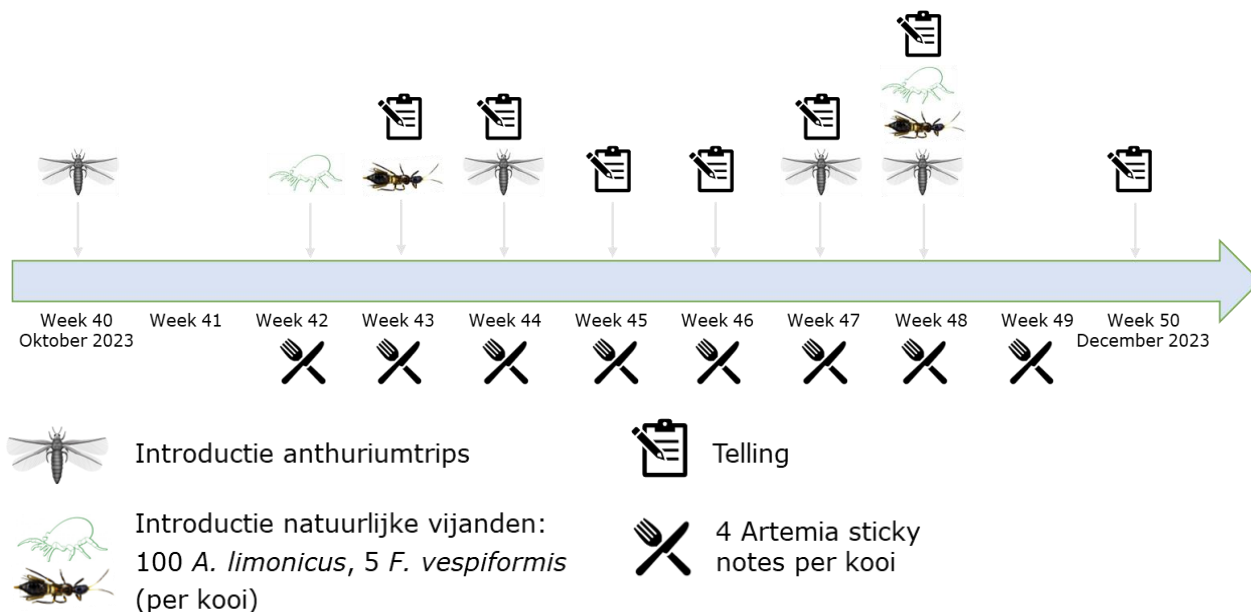 Week 40
Oktober 2023
Week 41
Week 42
Week 43
Week 44
Week 45
Week 46
Week 47
Week 48
Week 49
Week 50
December 2023
Introductie anthuriumtrips
Telling
Introductie natuurlijke vijanden:
100 A. limonicus, 5 F. vespiformis
(per kooi)
4 Artemia sticky
notes per kooi